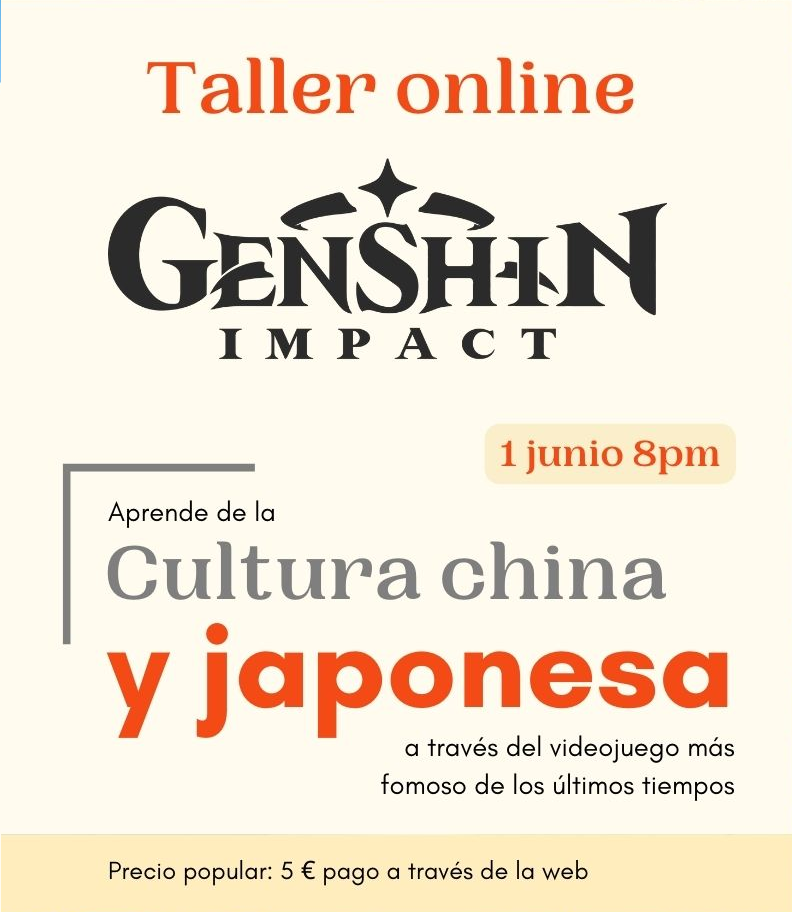 Taller online
GENSHIN
IMPACT
1 junio 8pm
Aprende de la
Cultura china
y japonesa
a través del videojuego más
fomoso de los últimos tiempos
Precio popular: 5 € pago a través de la web